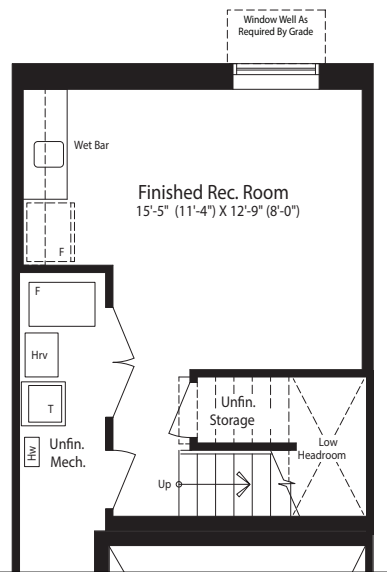 Window Well As
Required By Grade
Wet Bar
Finished Rec. Room
15'-5" (11'-4") X 12'-9" (8'-0")
F
F
Hrv
T
Unfin.
Storage
Hw
Unfin.
Mech.
Low
Headroom
Up